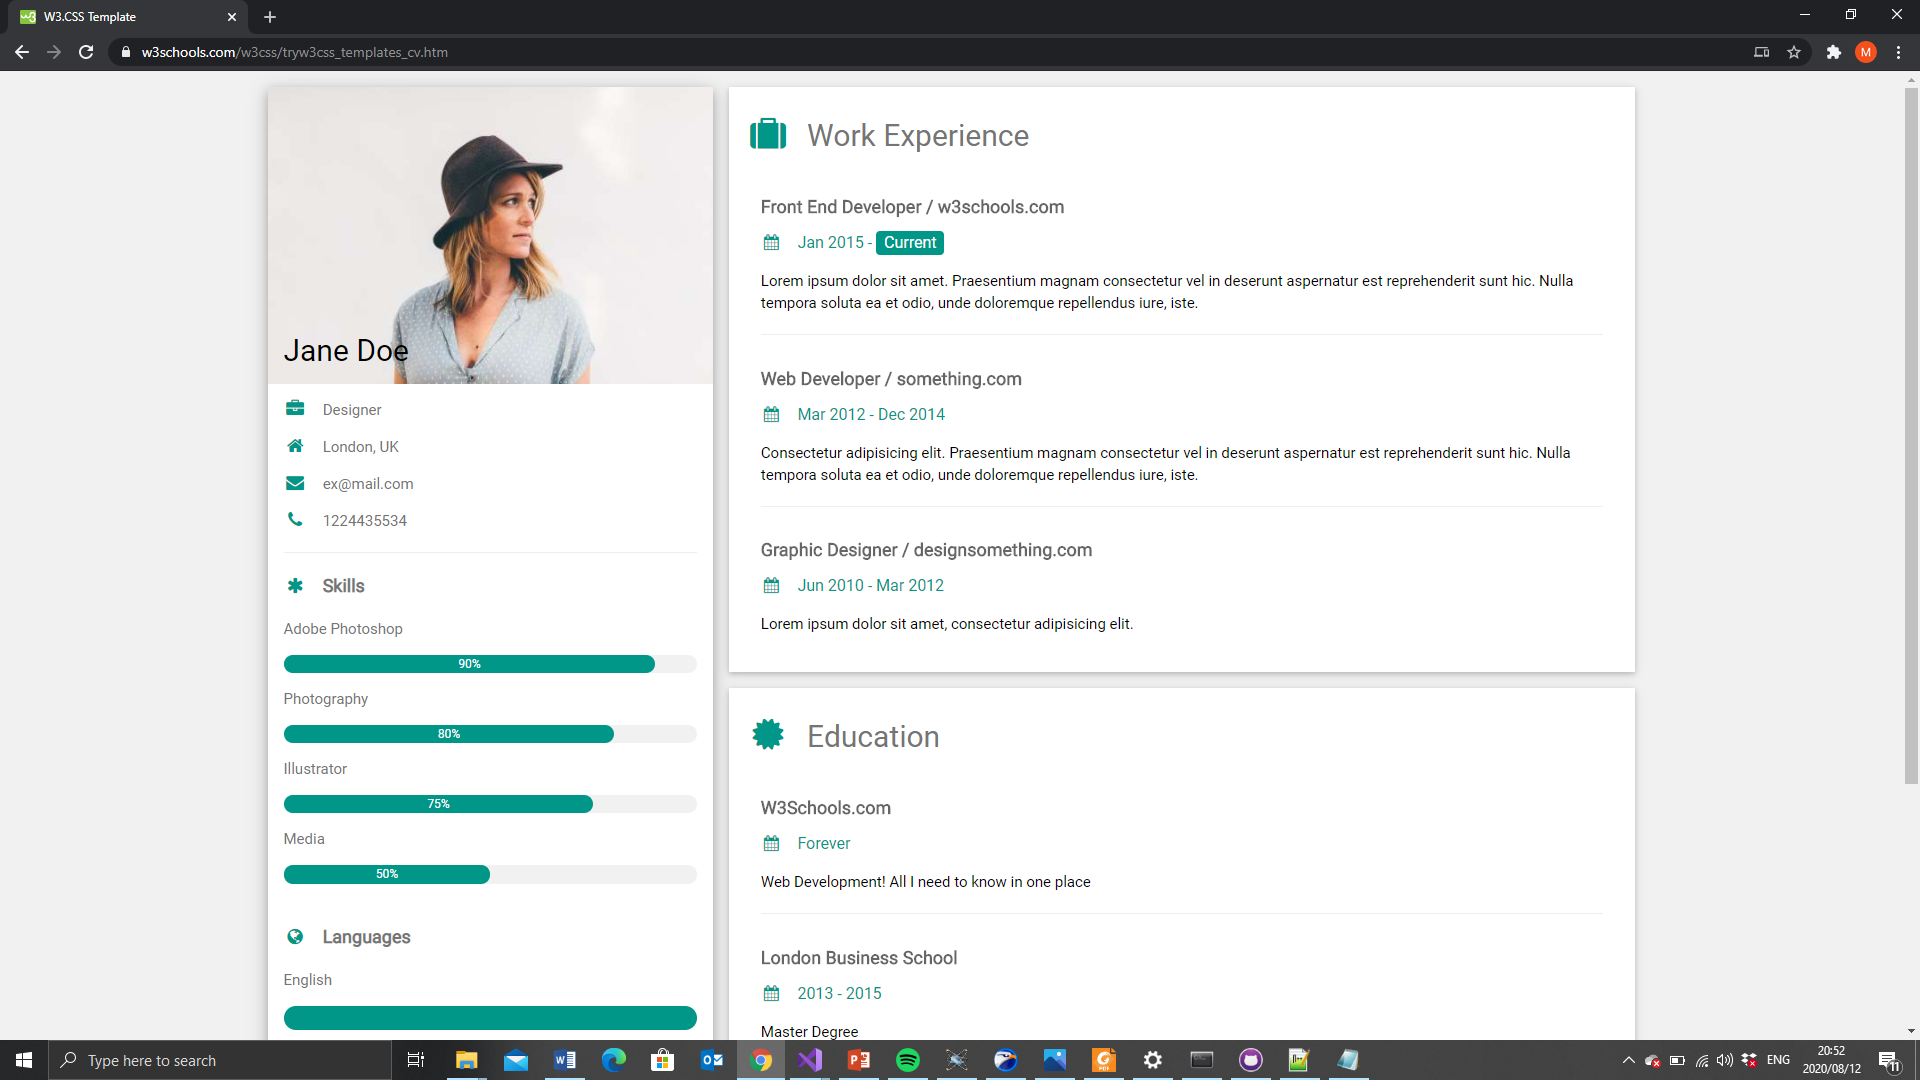 W3.CSS Template
w3schools.com/w3css/tryw3css_templates_cv.htm
M
Jane Doe
Designer
London, UK
ex@mail.com
1224435534
Skills
Adobe Photoshop
90%
Photography
80%
Illustrator
75%
Media
50%
Languages
English
Work Experience
Front End Developer / w3schools.com
Jan 2015 - Current
Lorem ipsum dolor sit amet. Praesentium magnam consectetur vel in deserunt aspernatur est reprehenderit sunt hic. Nulla
tempora soluta ea et odio, unde doloremque repellendus iure, iste.
Web Developer / something.com
Mar 2012 - Dec 2014
Consectetur adipisicing elit. Praesentium magnam consectetur vel in deserunt aspernatur est reprehenderit sunt hic. Nulla
tempora soluta ea et odio, unde doloremque repellendus iure, iste.
Graphic Designer / designsomething.com
Jun 2010 - Mar 2012
Lorem ipsum dolor sit amet, consectetur adipisicing elit.
Education
W3Schools.com
Forever
Web Development! All I need to know in one place
London Business School
2013 - 2015
Master Degree
Type here to search
ENG
20:52
2020/08/12
11